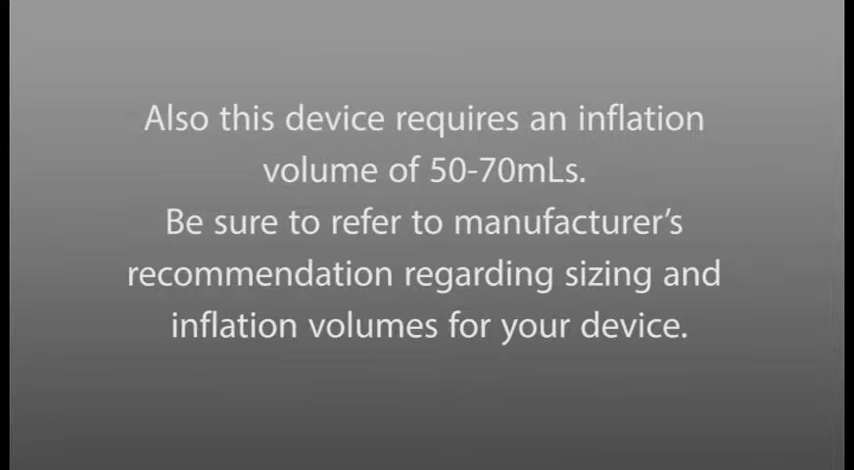 Also this device requires an inflation
volume of 50-70mLs.
Be sure to refer to manufacturer’s
recommendation regarding sizing and
inflation volumes for your device.